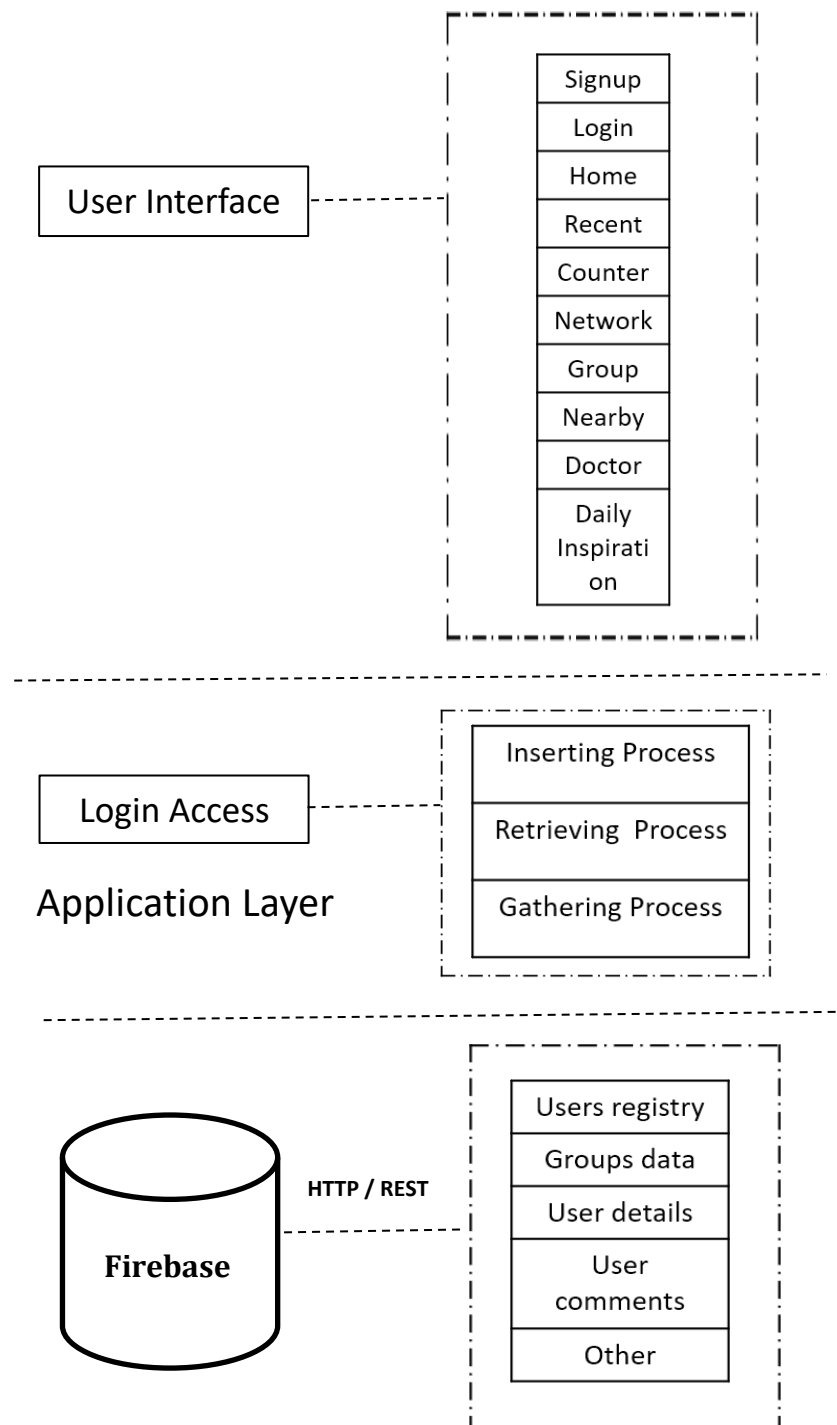 Signup
Login
Home
User Interface
Recent
Counter
Network
Group
Nearby
Doctor
Daily
Inspirati
on
Inserting Process
Login Access
Retrieving Process
Application Layer
Gathering Process
Users registry
Groups data
HTTP / REST
User details
Firebase
User
comments
Other